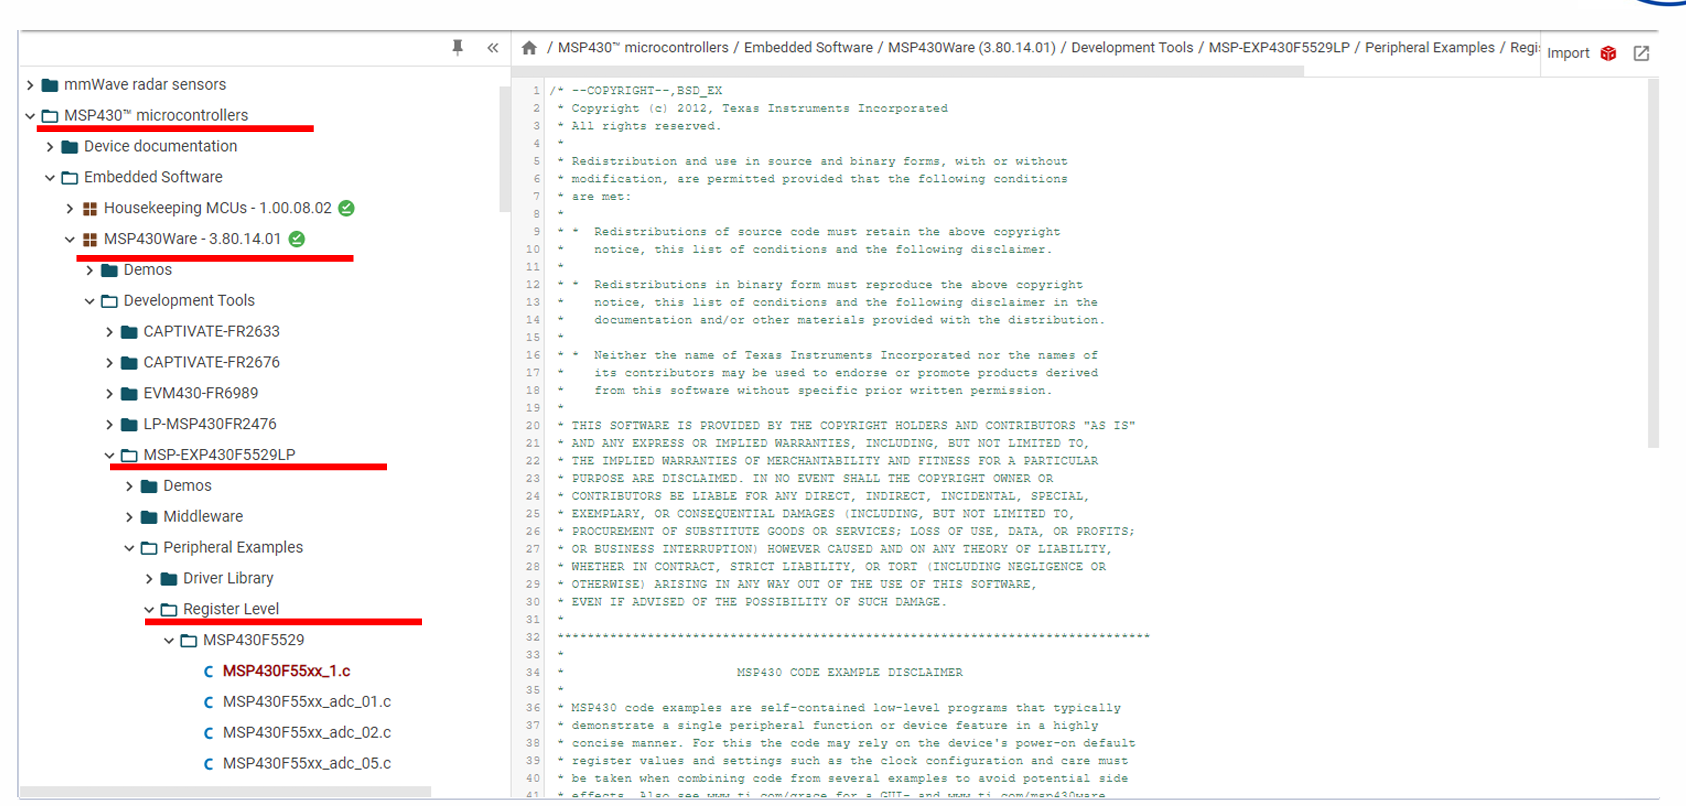 / MSP430™ microcontrollers / Embedded Software / MSP430Ware (3.80.14.01) / Development Tools / MSP-EXP430F5529LP / Peripheral Examples / Regi
Import
mmWave radar sensors
MSP430™ microcontrollers
Device documentation
Embedded Software
Housekeeping MCUs - 1.00.08.02
MSP430Ware - 3.80.14.01
Demos
Development Tools
CAPTIVATE-FR2633
CAPTIVATE-FR2676
EVM430-FR6989
LP-MSP430FR2476
MSP-EXP430F5529LP
Demos
Middleware
Peripheral Examples
Driver Library
Register Level
MSP430F5529
C MSP430F55xx_1.c
C MSP430F55xx_adc_01.c
C MSP430F55xx_adc_02.c
C MSP430F55xx_adc_05.c
1 /* --COPYRIGHT--,BSD_EX
2 * Copyright (c) 2012, Texas Instruments Incorporated
3 * All rights reserved.
4 *
5 * Redistribution and use in source and binary forms, with or without
6 * modification, are permitted provided that the following conditions
7 * are met:
8 *
9 * * Redistributions of source code must retain the above copyright
10 * notice, this list of conditions and the following disclaimer.
11 *
12 * * Redistributions in binary form must reproduce the above copyright
13 * notice, this list of conditions and the following disclaimer in the
14 * documentation and/or other materials provided with the distribution.
15 *
16 * * Neither the name of Texas Instruments Incorporated nor the names of
17 * its contributors may be used to endorse or promote products derived
18 * from this software without specific prior written permission.
19 *
20 * THIS SOFTWARE IS PROVIDED BY THE COPYRIGHT HOLDERS AND CONTRIBUTORS "AS IS"
21 * AND ANY EXPRESS OR IMPLIED WARRANTIES, INCLUDING, BUT NOT LIMITED TO,
22 * THE IMPLIED WARRANTIES OF MERCHANTABILITY AND FITNESS FOR A PARTICULAR
23 * PURPOSE ARE DISCLAIMED. IN NO EVENT SHALL THE COPYRIGHT OWNER OR
24 * CONTRIBUTORS BE LIABLE FOR ANY DIRECT, INDIRECT, INCIDENTAL, SPECIAL,
25 * EXEMPLARY, OR CONSEQUENTIAL DAMAGES (INCLUDING, BUT NOT LIMITED TO,
26 * PROCUREMENT OF SUBSTITUTE GOODS OR SERVICES; LOSS OF USE, DATA, OR PROFITS;
27 * OR BUSINESS INTERRUPTION) HOWEVER CAUSED AND ON ANY THEORY OF LIABILITY,
28 * WHETHER IN CONTRACT, STRICT LIABILITY, OR TORT (INCLUDING NEGLIGENCE OR
29 * OTHERWISE) ARISING IN ANY WAY OUT OF THE USE OF THIS SOFTWARE,
30 * EVEN IF ADVISED OF THE POSSIBILITY OF SUCH DAMAGE.
31 *
32 *******************************************************************************
33 *
34 * MSP430 CODE EXAMPLE DISCLAIMER
35 *
36 * MSP430 code examples are self-contained low-level programs that typically
37 * demonstrate a single peripheral function or device feature in a highly
38 * concise manner. For this the code may rely on the device's power-on default
39 * register values and settings such as the clock configuration and care must
40 * be taken when combining code from several examples to avoid potential side
41 * effects. Also see www.ti.com/grace for a GUI- and www.ti.com/msp430ware